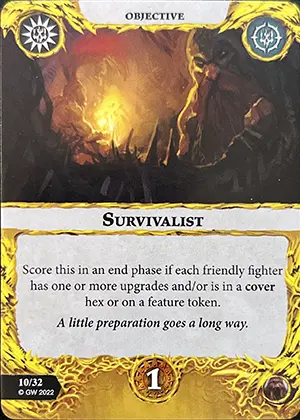 OBJECTIVE
SURVIVALIST
Score this in an end phase if each friendly fighter
has one or more upgrades and/or is in a cover
hex or on a feature token.
A little preparation goes a long way.
10/32
© GW 2022
1